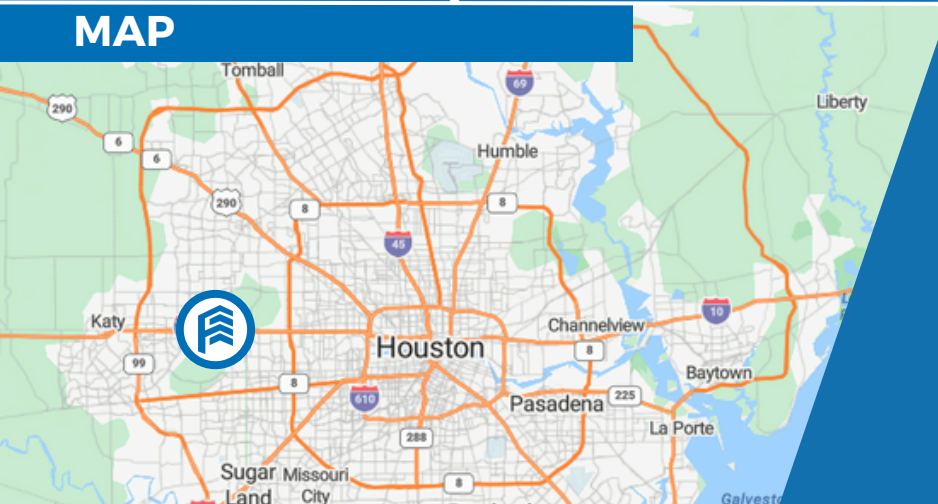 MAP
Tomball
69
290
Liberty
6
6
Humble
290
8
8
45
10
Katy
Channelview
Houston
8
99
Baytown
8
225
610
Pasadena
La Porte
288
Sugar
Land
Missouri
City
8